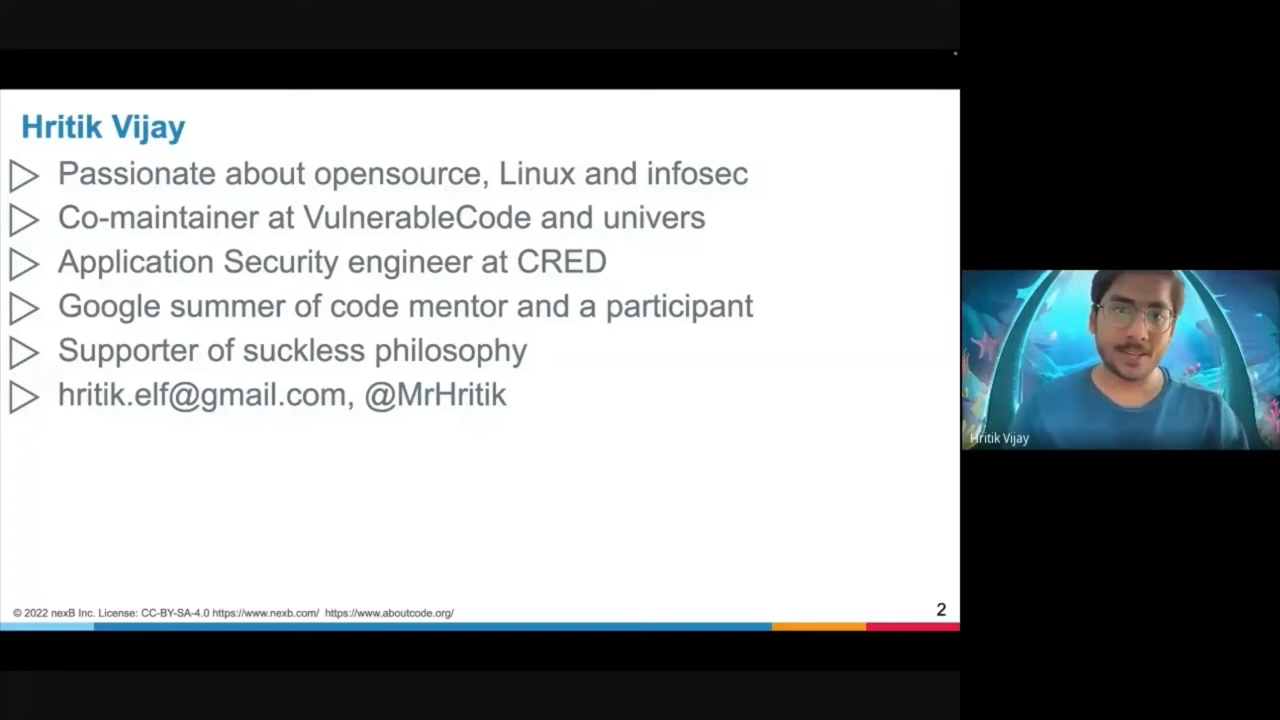 Hritik Vijay
Passionate about opensource, Linux and infosec
Co-maintainer at VulnerableCode and univers
Application Security engineer at CRED
Google summer of code mentor and a participant
Supporter of suckless philosophy
hritik.elf@gmail.com, @MrHritik
© 2022 nexB Inc. License: CC-BY-SA-4.0 https://www.nexb.com/ https://www.aboutcode.org/
2
Hritik Vijay